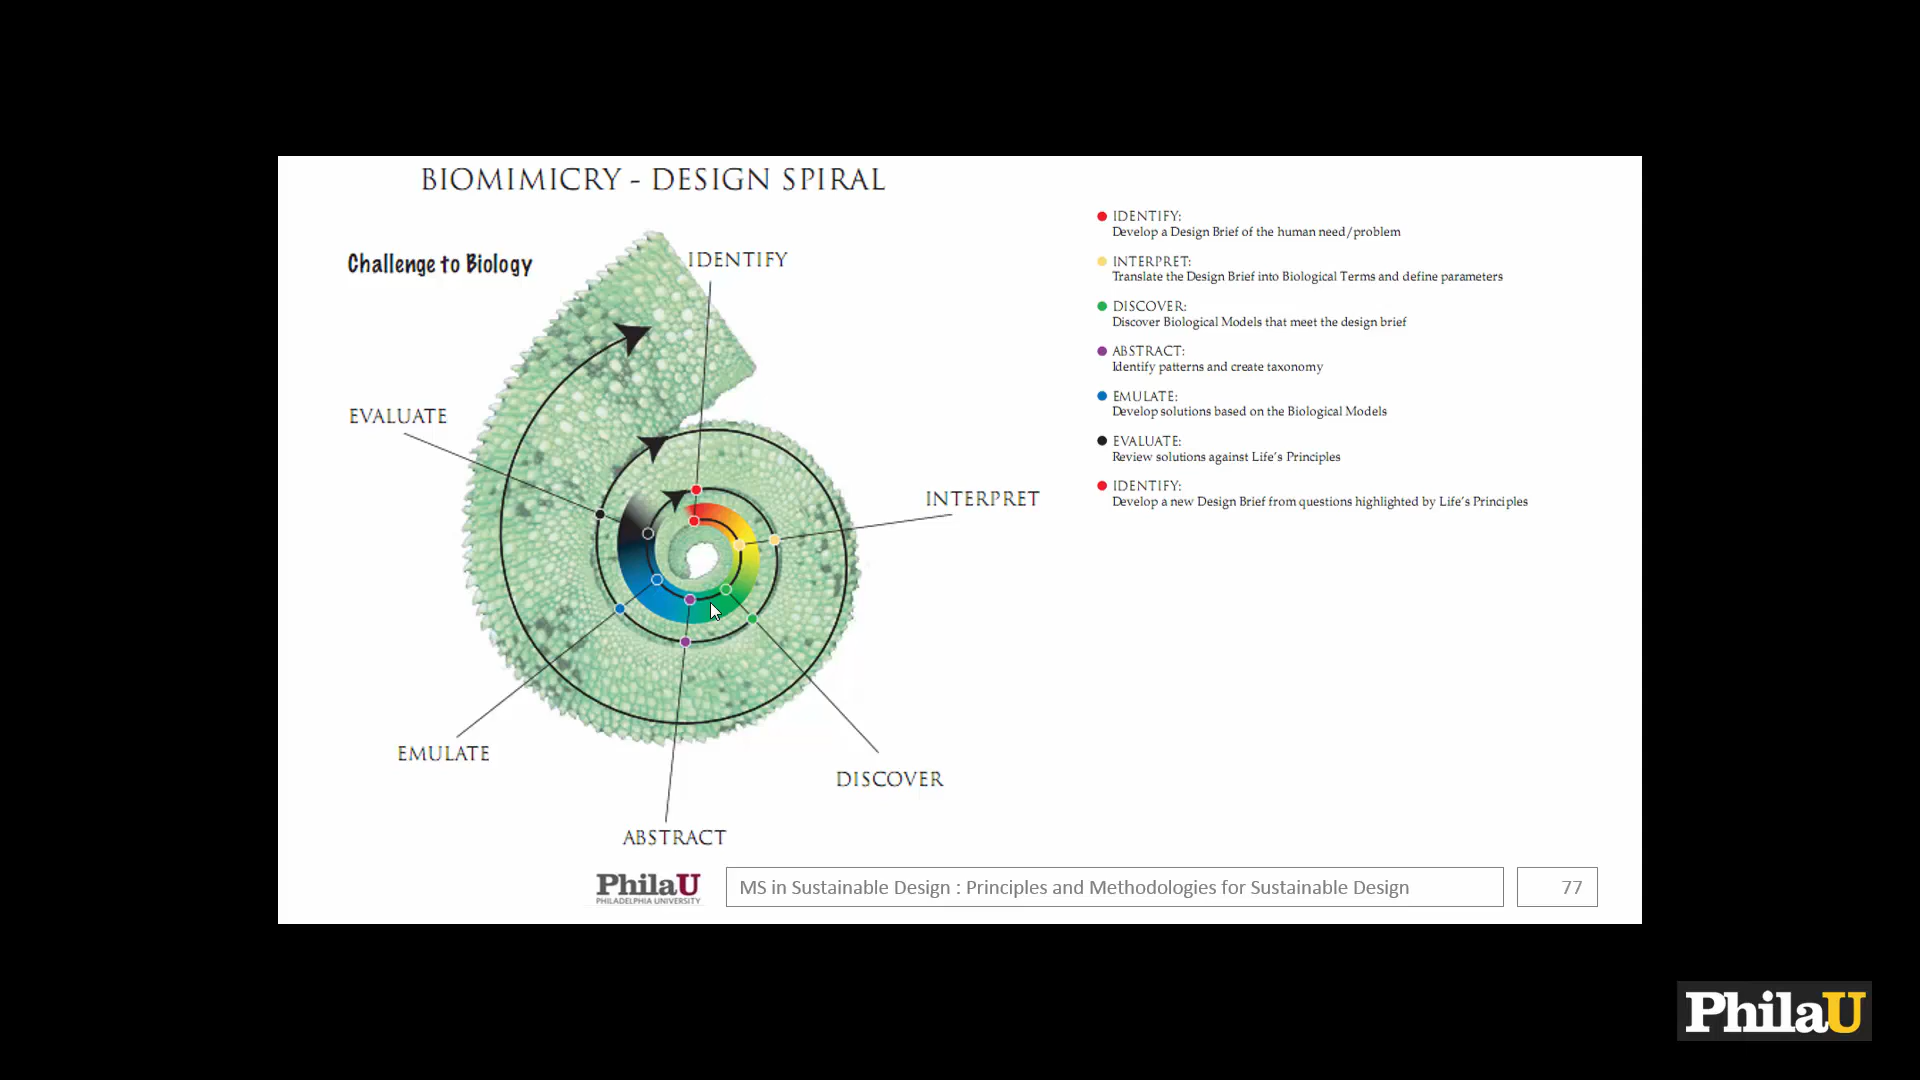 BIOMIMICRY - DESIGN SPIRAL
Challenge to Biology
IDENTIFY
EVALUATE
INTERPRET
EMULATE
DISCOVER
ABSTRACT
IDENTIFY:
Develop a Design Brief of the human need/problem
INTERPRET:
Translate the Design Brief into Biological Terms and define parameters
DISCOVER:
Discover Biological Models that meet the design brief
ABSTRACT:
Identify patterns and create taxonomy
EMULATE:
Develop solutions based on the Biological Models
EVALUATE:
Review solutions against Life's Principles
IDENTIFY:
Develop a new Design Brief from questions highlighted by Life's Principles
PhilaU
PHILADELPHIA UNIVERSITY
MS in Sustainable Design : Principles and Methodologies for Sustainable Design
77
PhilaU